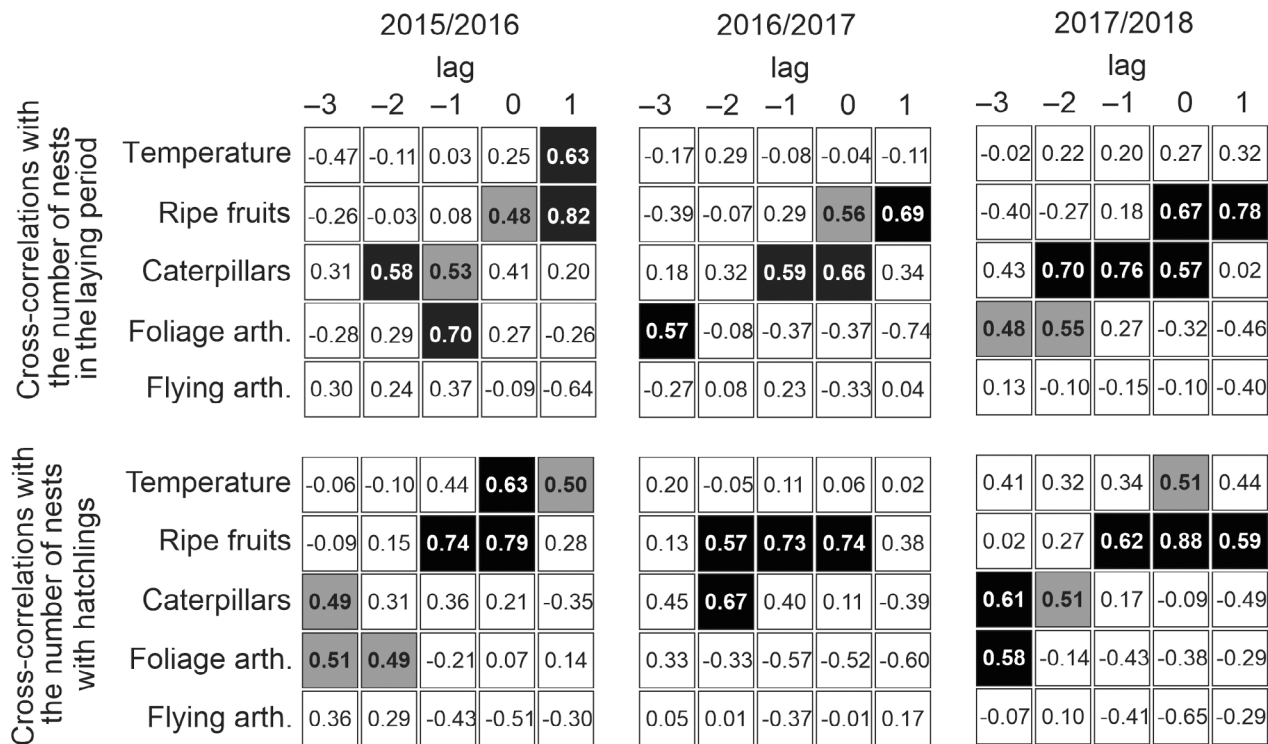 2015/2016 2016/2017 2017/2018
lag lag lag
–3 –2 –1 0 1 –3 –2 –1 0 1 –3 –2 –1 0 1
Cross-correlations with
the number of nests
in the laying period
Temperature -0.47 -0.11 0.03 0.25 0.63 -0.17 0.29 -0.08 -0.04 -0.11 -0.02 0.22 0.20 0.27 0.32
Ripe fruits -0.26 -0.03 0.08 0.48 0.82 -0.39 -0.07 0.29 0.56 0.69 -0.40 -0.27 0.18 0.67 0.78
Caterpillars 0.31 0.58 0.53 0.41 0.20 0.18 0.32 0.59 0.66 0.34 0.43 0.70 0.76 0.57 0.02
Foliage arth. -0.28 0.29 0.70 0.27 -0.26 0.57 -0.08 -0.37 -0.37 -0.74 0.48 0.55 0.27 -0.32 -0.46
Flying arth. 0.30 0.24 0.37 -0.09 -0.64 -0.27 0.08 0.23 -0.33 0.04 0.13 -0.10 -0.15 -0.10 -0.40
Cross-correlations with
the number of nests
with hatchlings
Temperature -0.06 -0.10 0.44 0.63 0.50 0.20 -0.05 0.11 0.06 0.02 0.41 0.32 0.34 0.51 0.44
Ripe fruits -0.09 0.15 0.74 0.79 0.28 0.13 0.57 0.73 0.74 0.38 0.02 0.27 0.62 0.88 0.59
Caterpillars 0.49 0.31 0.36 0.21 -0.35 0.45 0.67 0.40 0.11 -0.39 0.61 0.51 0.17 -0.09 -0.49
Foliage arth. 0.51 0.49 -0.21 0.07 0.14 0.33 -0.33 -0.57 -0.52 -0.60 0.58 -0.14 -0.43 -0.38 -0.29
Flying arth. 0.36 0.29 -0.43 -0.51 -0.30 0.05 0.01 -0.37 -0.01 0.17 -0.07 0.10 -0.41 -0.65 -0.29